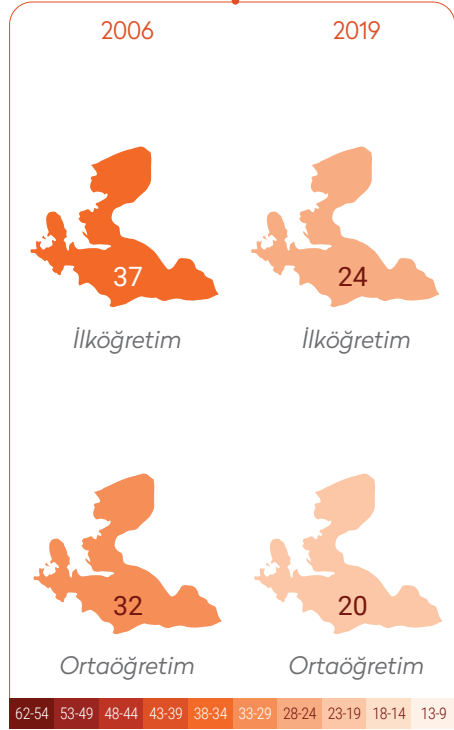 2006 2019
37 24
İlköğretim İlköğretim
32 20
Ortaöğretim Ortaöğretim
62-54 53-49 48-44 43-39 38-34 33-29 28-24 23-19 18-14 13-9